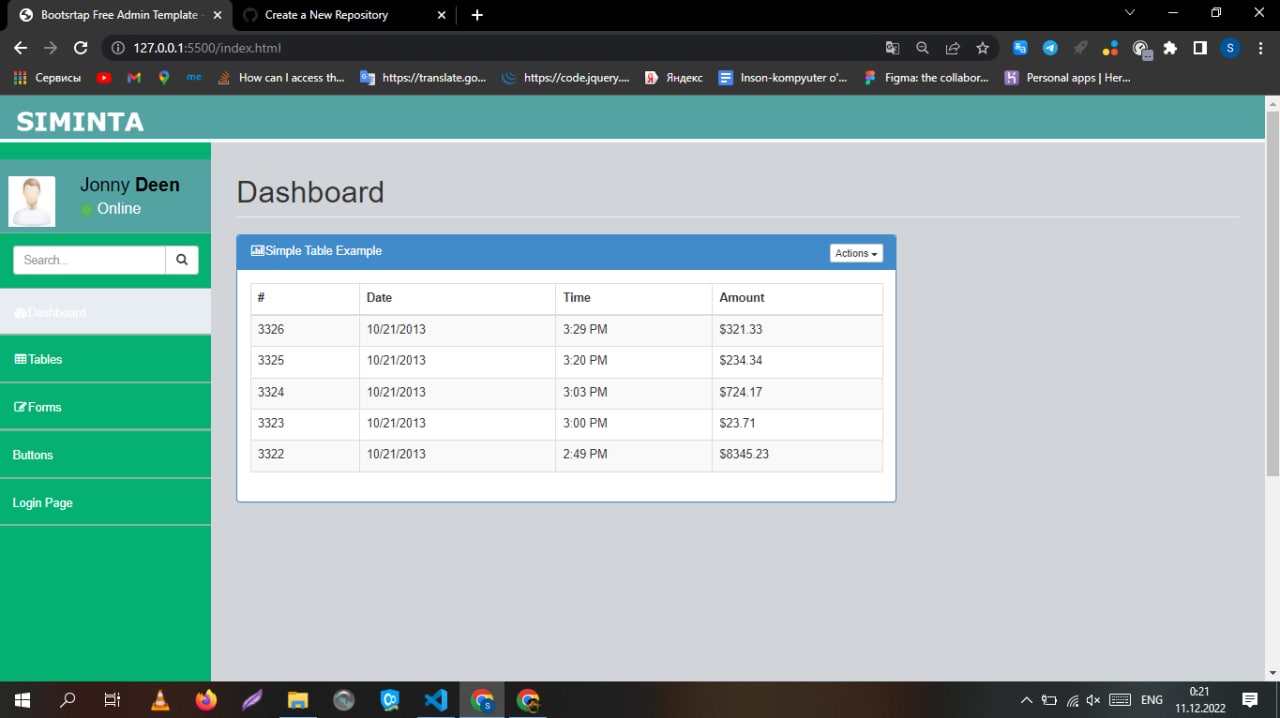 Bootsrtap Free Admin Template - Create a New Repository
127.0.0.1:5500/index.html
Сервисы me How can I access th... https://translate.go... https://code.jquery.... Яндекс Inson-kompyuter o'... Figma: the collabor... Personal apps | Her...
SIMINTA
Jonny Deen
Online
Search...
Dashboard
Tables
Forms
Buttons
Login Page
Dashboard
Simple Table Example Actions
# Date Time Amount
3326 10/21/2013 3:29 PM $321.33
3325 10/21/2013 3:20 PM $234.34
3324 10/21/2013 3:03 PM $724.17
3323 10/21/2013 3:00 PM $23.71
3322 10/21/2013 2:49 PM $8345.23
ENG 0:21
11.12.2022